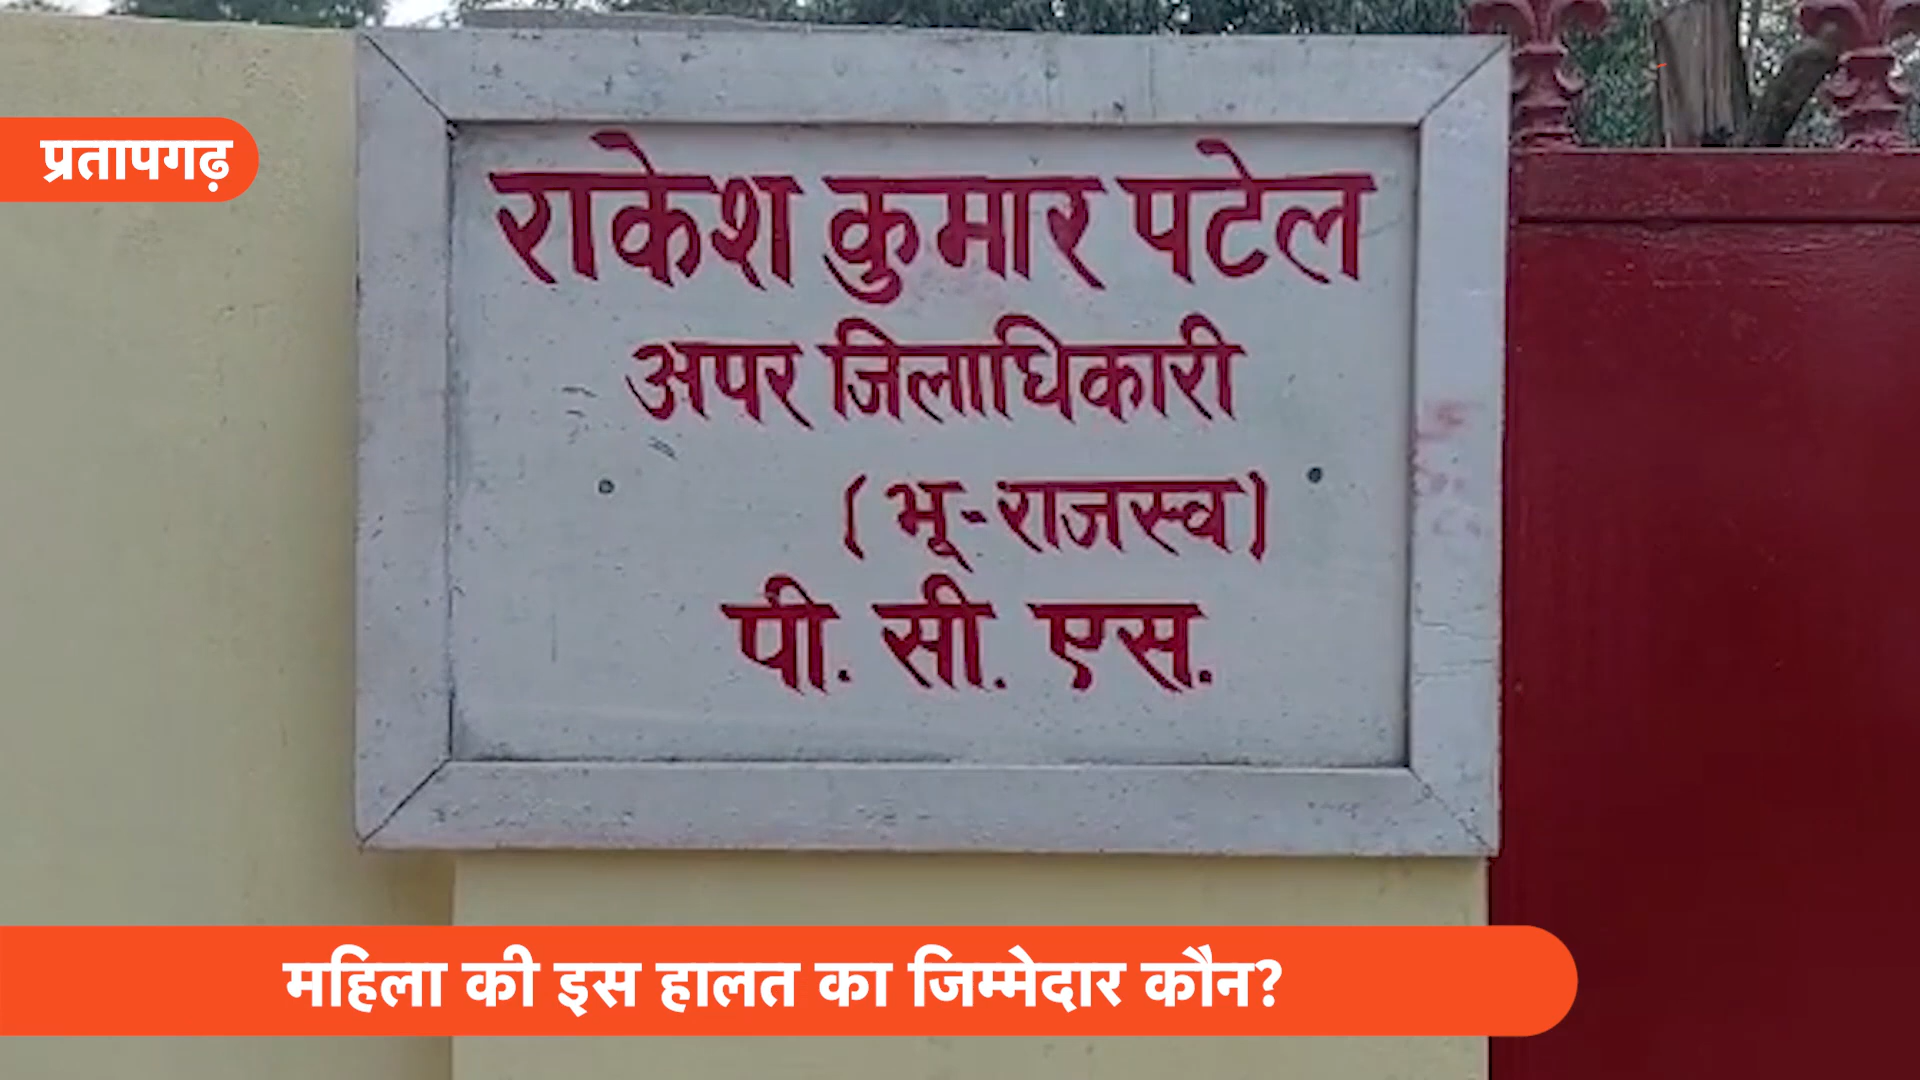 प्रतापगढ़
राकेश कुमार पटेल
अपर जिलाधिकारी
(भू-राजस्व)
पी. सी. एस.
महिला की इस हालत का जिम्मेदार कौन?